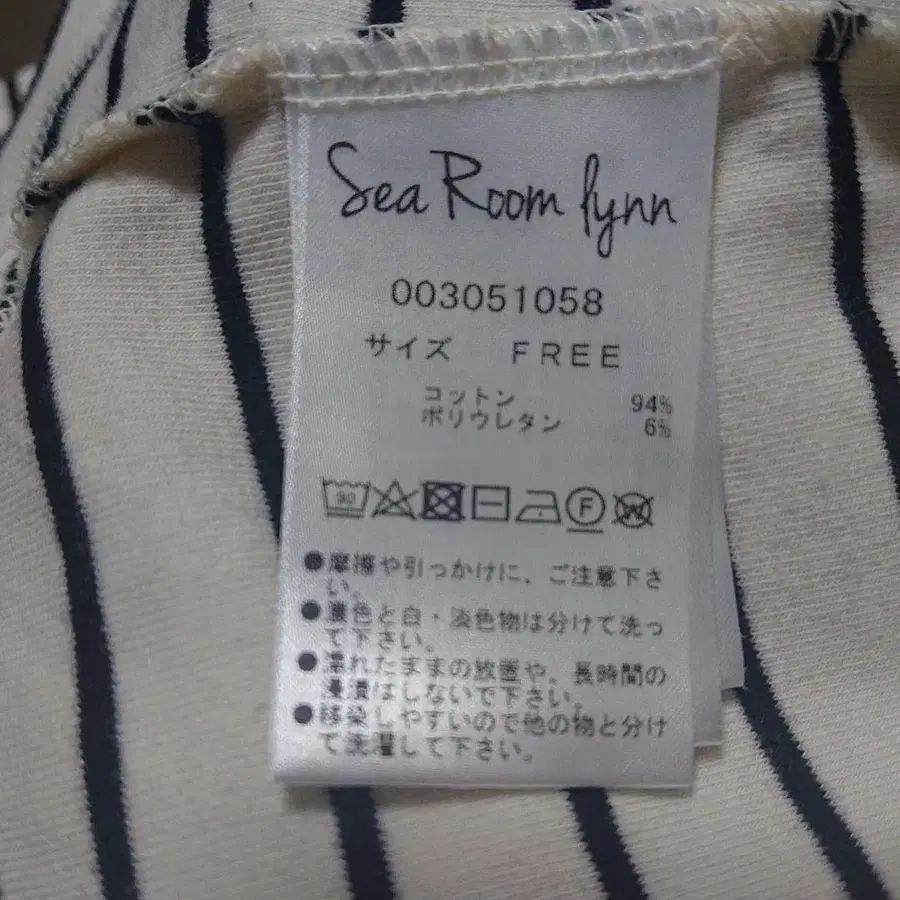 Sea Room lynn
003051058
サイズ FREE
コットン 94%
ポリウレタン 6%
30 F W
●摩擦や引っかけに、ご注意下さ
い。
●濃色と白・淡色物は分けて洗っ
て下さい。
●濡れたままの放置や、長時間の
浸漬はしないで下さい。
●移染しやすいので他の物と分け
て洗濯して下さい。